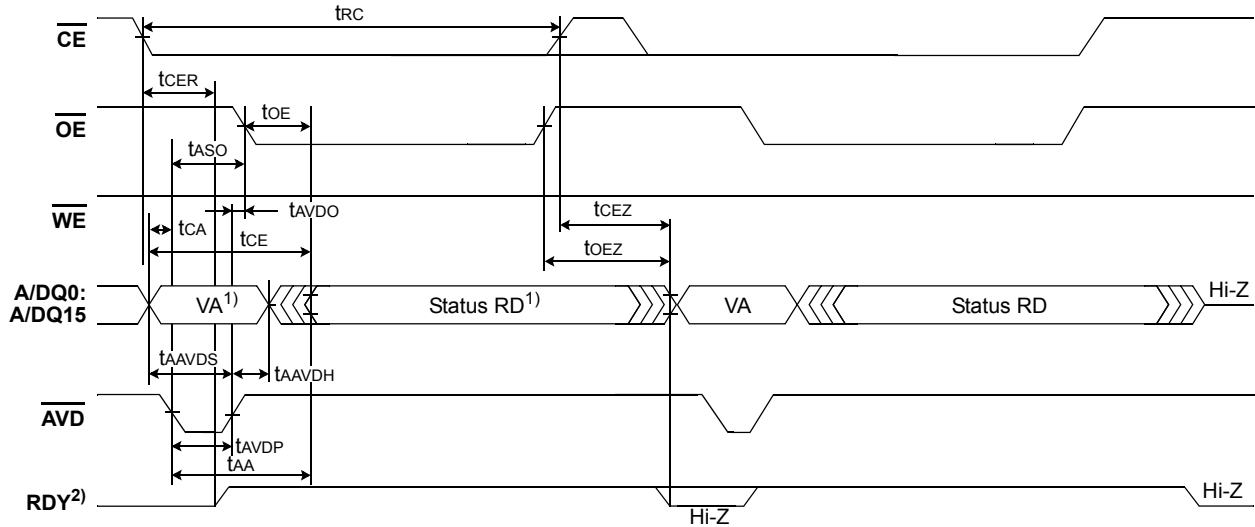 tRC
CE
tCER
tOE
OE
tASO
WE
tAVDO
tCA
tCE
tCEZ
tOEZ
A/DQ0:
A/DQ15
VA1)
Status RD1)
VA
Status RD
Hi-Z
tAAVDS
tAAVDH
AVD
tAVDP
tAA
RDY2)
Hi-Z
Hi-Z